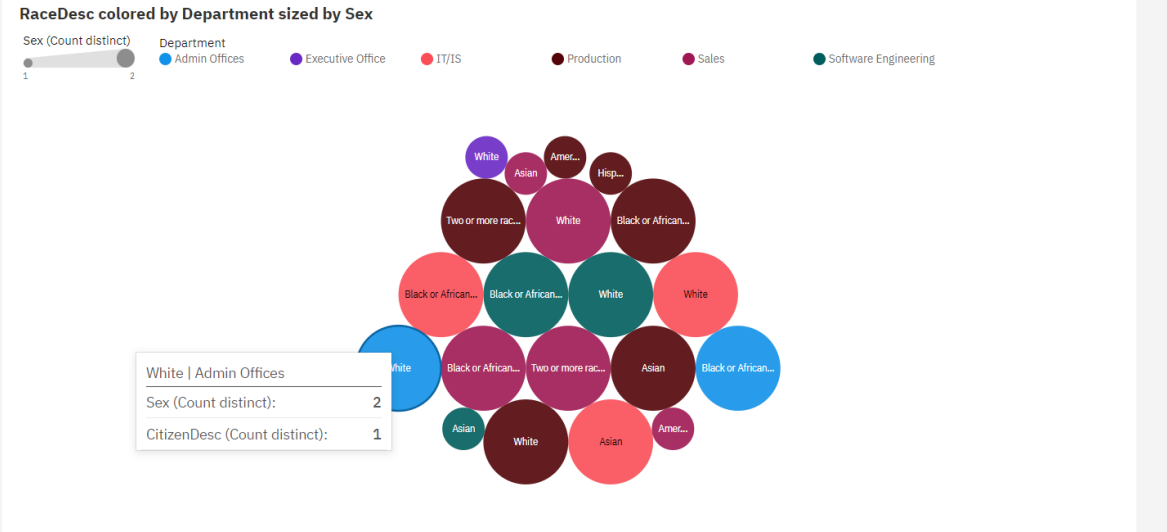 RaceDesc colored by Department sized by Sex
Sex (Count distinct)
1 2
Department
Admin Offices Executive Office IT/IS Production Sales Software Engineering
White Amer...
Asian Hisp...
Two or more rac... White Black or African...
Black or African... Black or African... White White
White Black or African... Two or more rac... Asian Black or African...
White | Admin Offices
Sex (Count distinct): 2
CitizenDesc (Count distinct): 1
Asian Amer...
White Asian